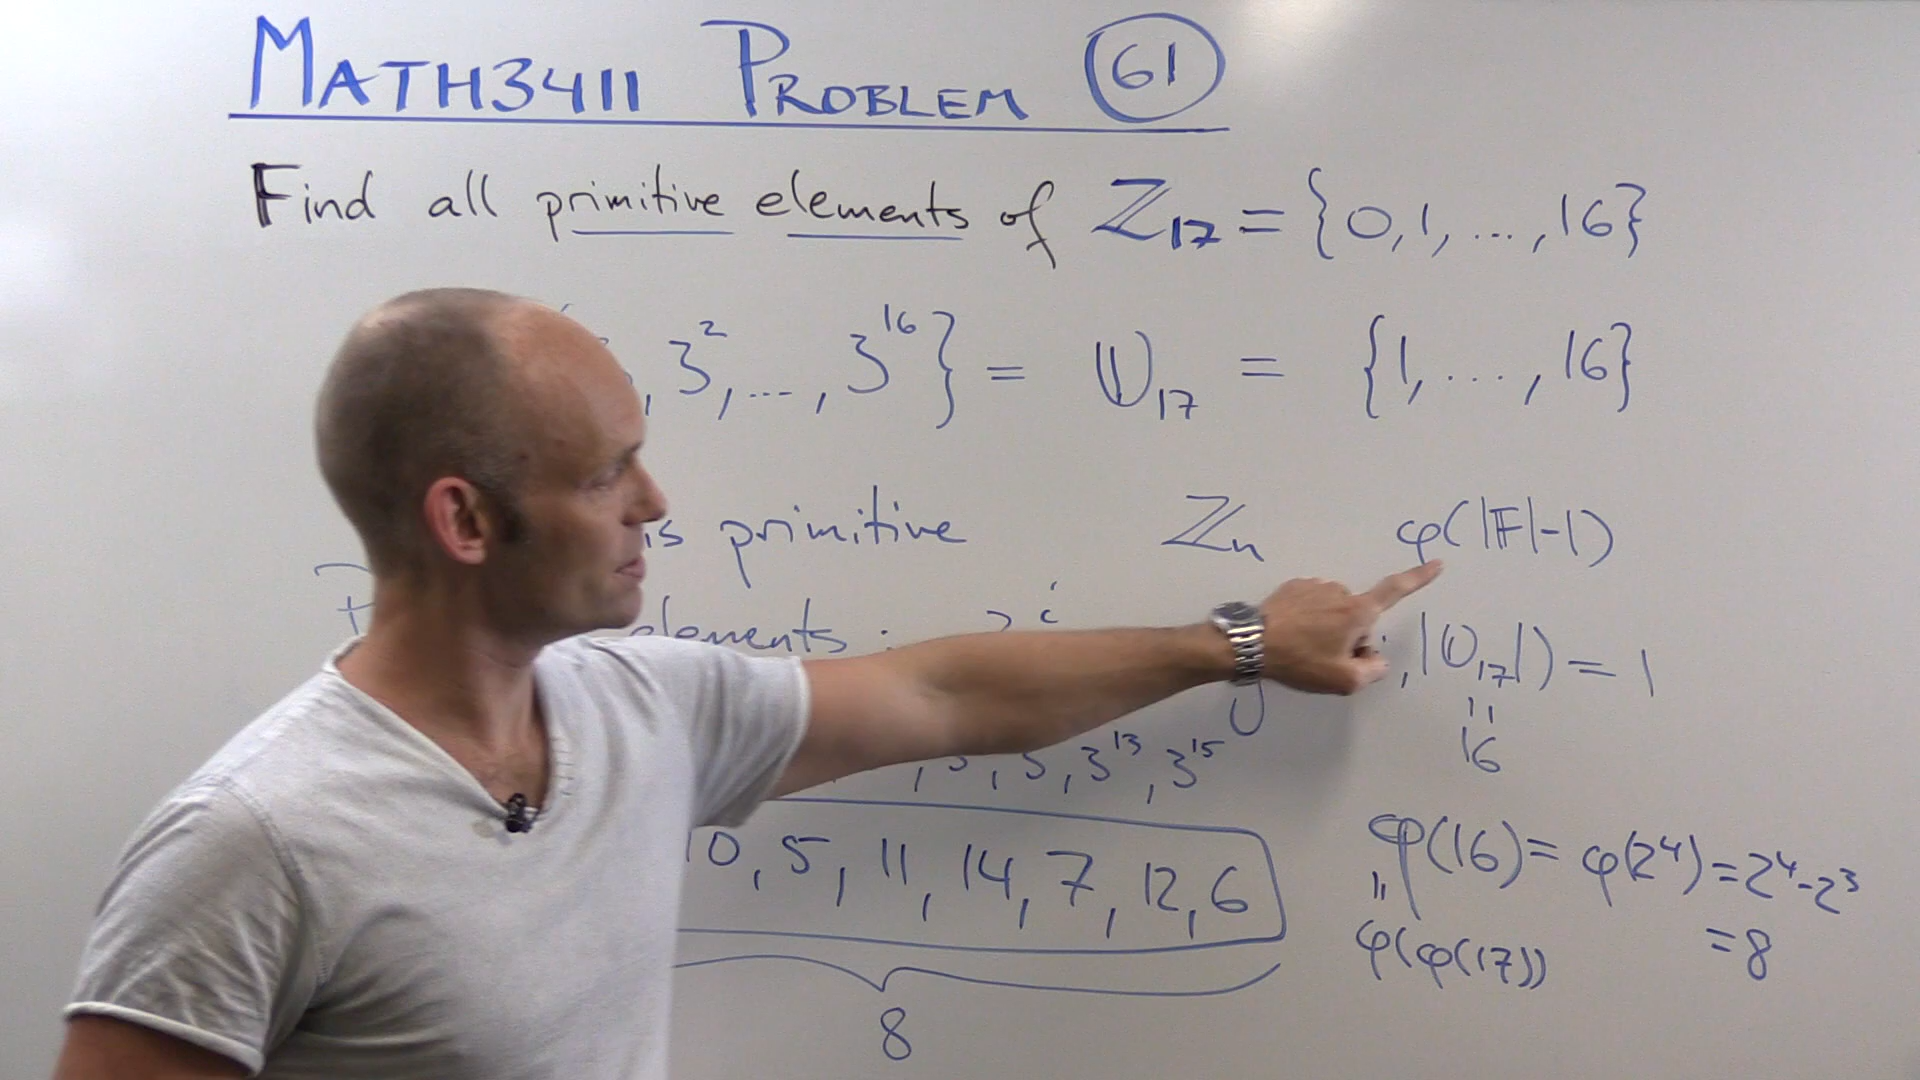 MATH3411 PROBLEM 61
Find all primitive elements of ℤ₁₇ = {0,1,...,16}
, 3²,..., 3¹⁶} = 𝕌₁₇ = {1,...,16}
is primitive ℤₙ φ(|𝔽|-1)
elements : ⁱ , |𝕌₁₇|) = 1
"
16
, 3¹³, 3¹⁵
10, 5, 11, 14, 7, 12, 6
φ(16) = φ(2⁴) = 2⁴-2³
"
φ(φ(17)) = 8
8